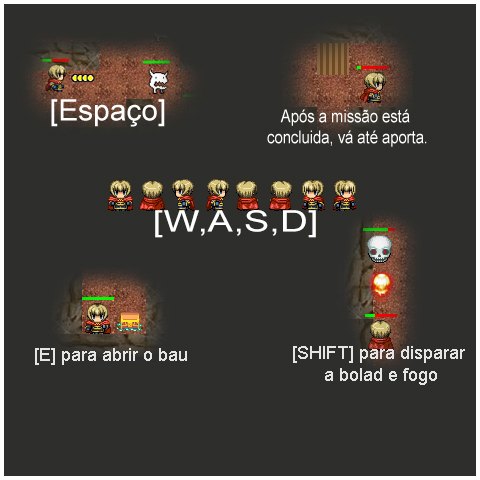 [Espaço]
Após a missão está
concluida, vá até aporta.
[W,A,S,D]
[E] para abrir o bau
[SHIFT] para disparar
a bolad e fogo